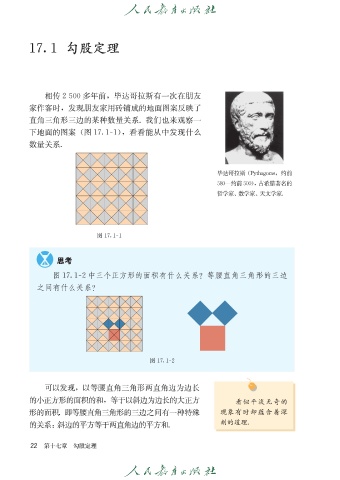 人民教育出版社
17.1 勾股定理
相传 2 500 多年前，毕达哥拉斯有一次在朋友
家作客时，发现朋友家用砖铺成的地面图案反映了
直角三角形三边的某种数量关系. 我们也来观察一
下地面的图案（图 17.1-1），看看能从中发现什么
数量关系.
毕达哥拉斯（Pythagoras，约前
580—约前 500），古希腊著名的
哲学家、数学家、天文学家.
图 17.1-1
思考
图 17.1-2 中三个正方形的面积有什么关系？等腰直角三角形的三边
之间有什么关系？
图 17.1-2
可以发现，以等腰直角三角形两直角边为边长
的小正方形的面积的和，等于以斜边为边长的大正方
形的面积. 即等腰直角三角形的三边之间有一种特殊
的关系：斜边的平方等于两直角边的平方和.
看似平淡无奇的
现象有时却蕴含着深
刻的道理.
22 第十七章 勾股定理
人民教育出版社